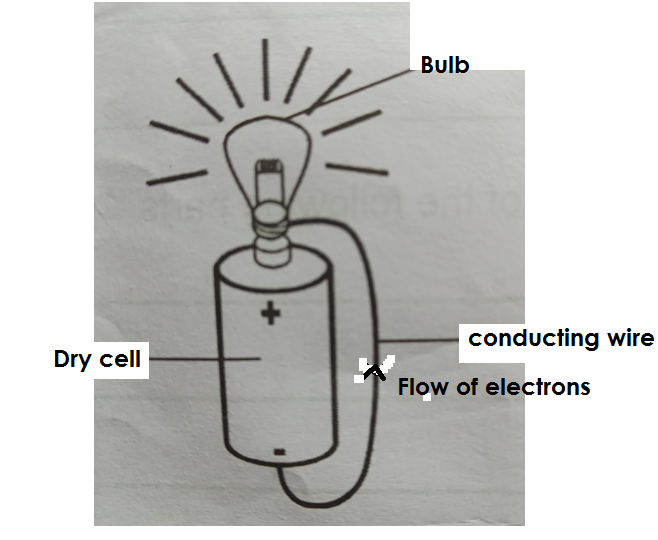 Bulb
+
conducting wire
Dry cell
Flow of electrons
-